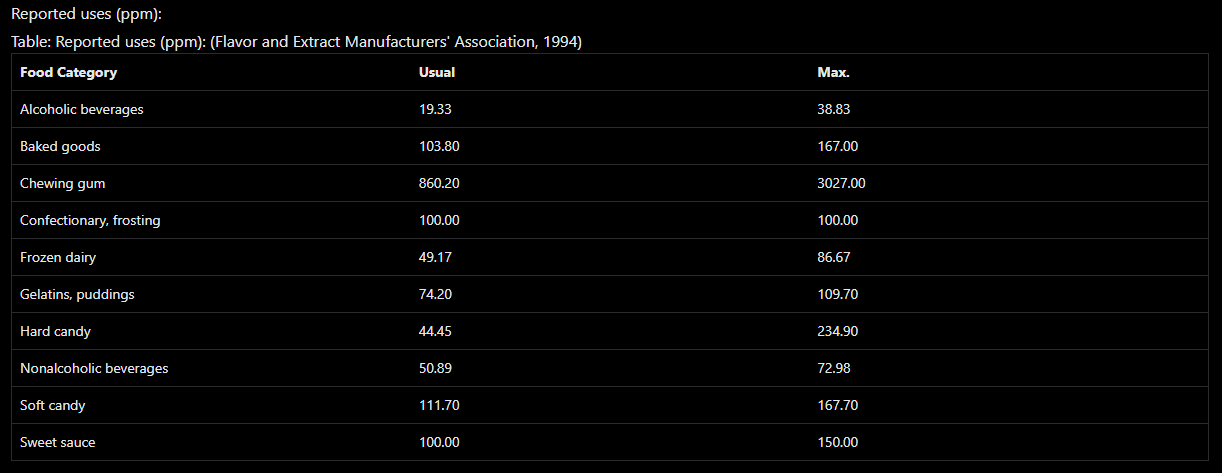 Reported uses (ppm):
Table: Reported uses (ppm): (Flavor and Extract Manufacturers' Association, 1994)
Food Category Usual Max.
Alcoholic beverages 19.33 38.83
Baked goods 103.80 167.00
Chewing gum 860.20 3027.00
Confectionary, frosting 100.00 100.00
Frozen dairy 49.17 86.67
Gelatins, puddings 74.20 109.70
Hard candy 44.45 234.90
Nonalcoholic beverages 50.89 72.98
Soft candy 111.70 167.70
Sweet sauce 100.00 150.00